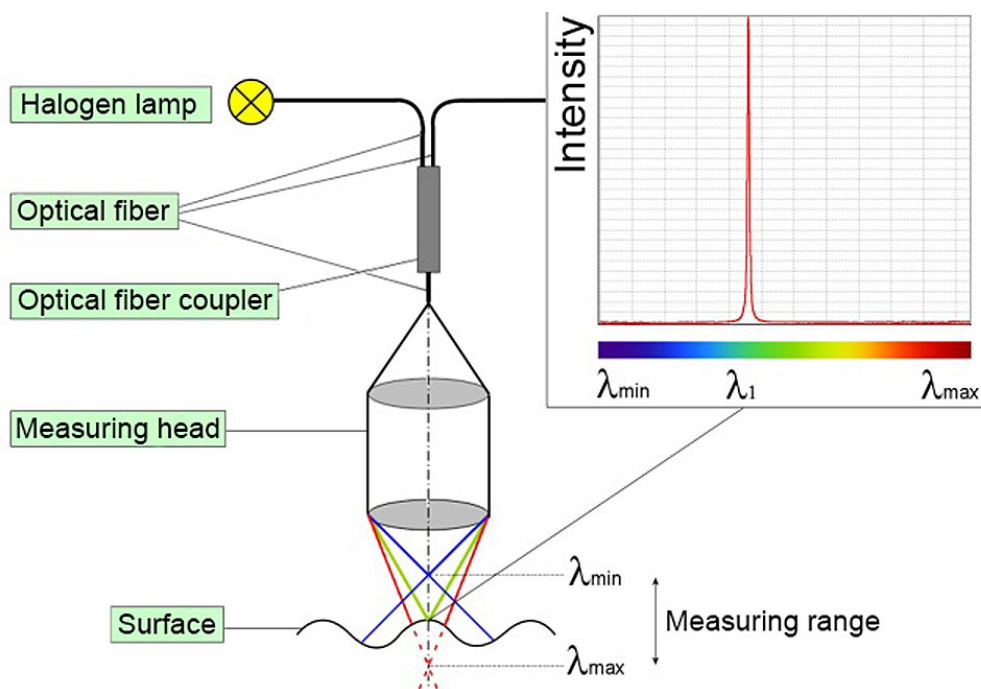 Halogen lamp
Optical fiber
Optical fiber coupler
Measuring head
Surface
Intensity
λmin λ1 λmax
λmin
Measuring range
λmax